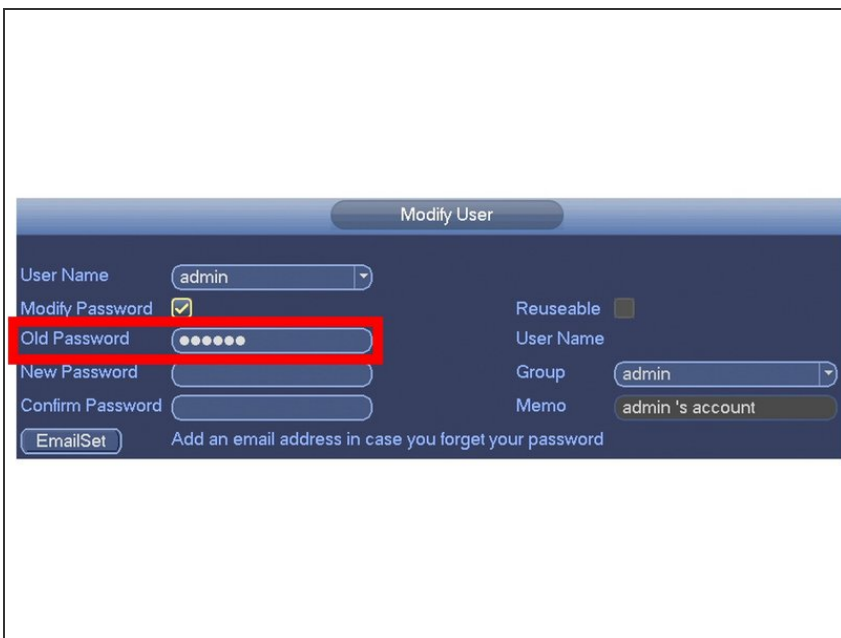 Modify User
User Name admin
Modify Password Reuseable
Old Password ●●●●●● User Name
New Password Group admin
Confirm Password Memo admin 's account
EmailSet Add an email address in case you forget your password